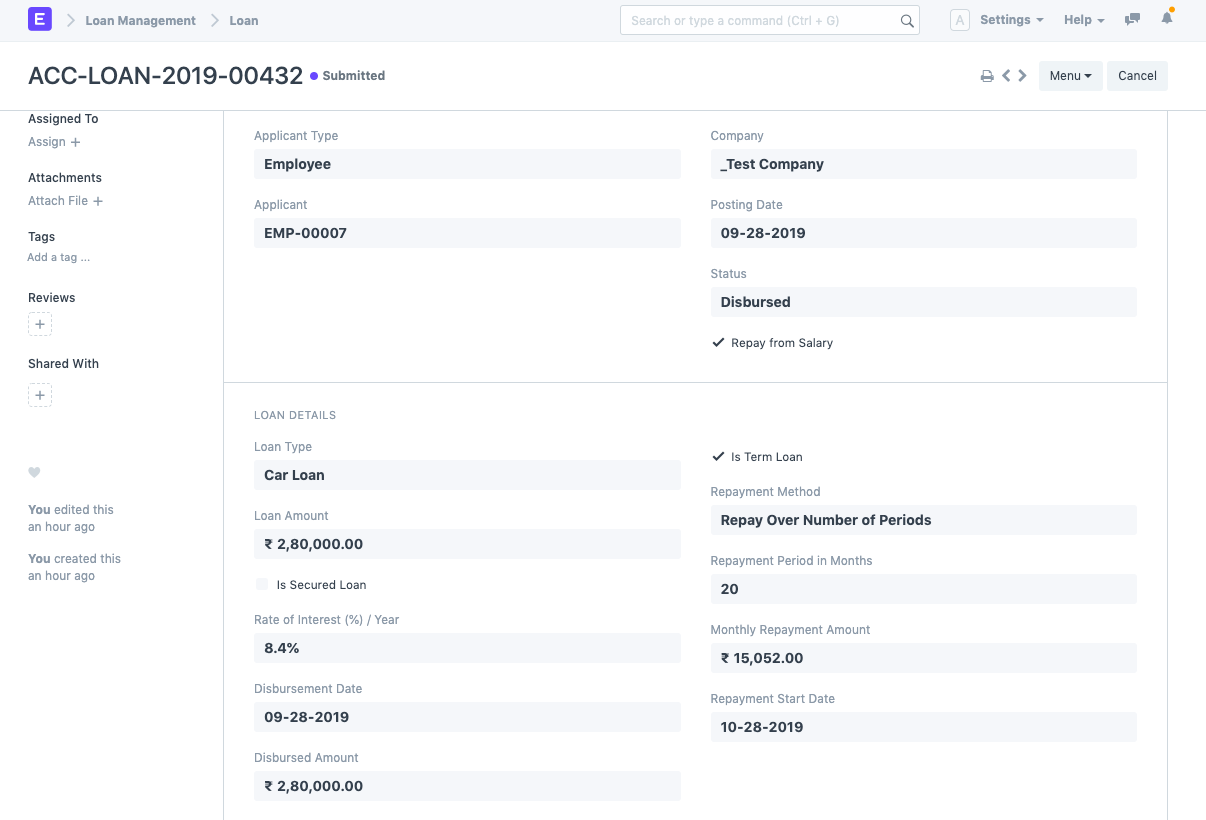 E Loan Management Loan Search or type a command (Ctrl + G) A Settings Help
ACC-LOAN-2019-00432 Submitted Menu Cancel
Assigned To
Assign +
Attachments
Attach File +
Tags
Add a tag ...
Reviews
+
Shared With
+
You edited this
an hour ago
You created this
an hour ago
Applicant Type
Employee
Applicant
EMP-00007
Company
_Test Company
Posting Date
09-28-2019
Status
Disbursed
Repay from Salary
LOAN DETAILS
Loan Type
Car Loan
Loan Amount
₹ 2,80,000.00
Is Secured Loan
Rate of Interest (%) / Year
8.4%
Disbursement Date
09-28-2019
Disbursed Amount
₹ 2,80,000.00
Is Term Loan
Repayment Method
Repay Over Number of Periods
Repayment Period in Months
20
Monthly Repayment Amount
₹ 15,052.00
Repayment Start Date
10-28-2019